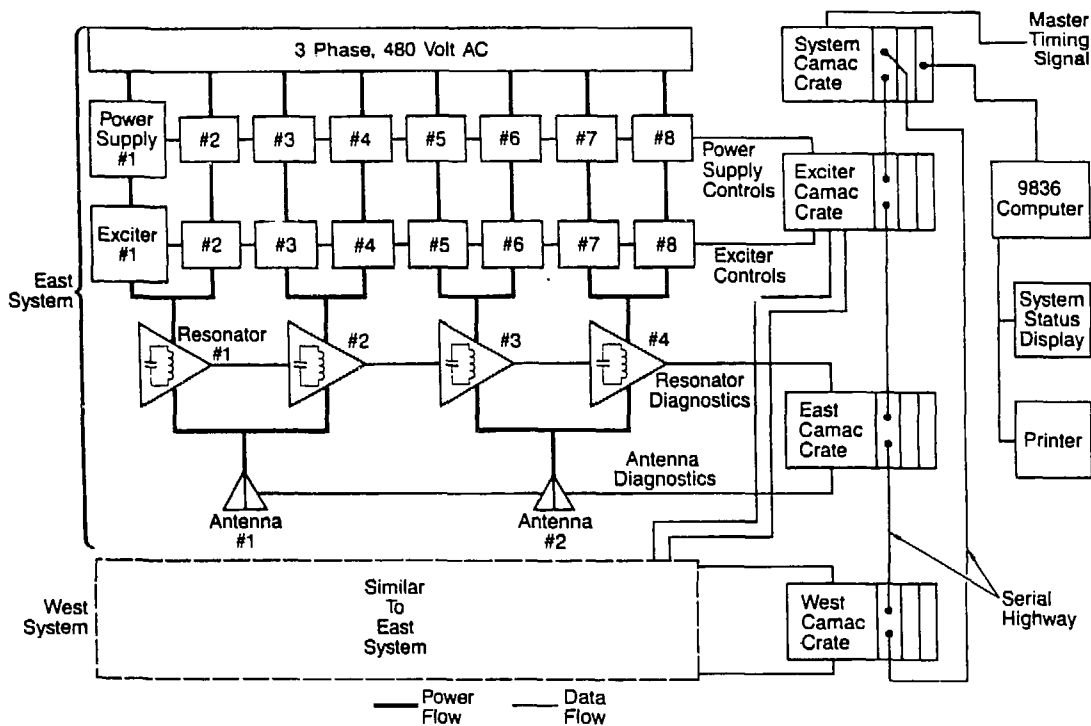 3 Phase, 480 Volt AC
System
Camac
Crate
Master
Timing
Signal
Power
Supply
#1
#2
#3
#4
#5
#6
#7
#8
Power
Supply
Controls
Exciter
Camac
Crate
9836
Computer
Exciter
#1
#2
#3
#4
#5
#6
#7
#8
Exciter
Controls
East
System
System
Status
Display
Resonator
#1
#2
#3
#4
Resonator
Diagnostics
East
Camac
Crate
Printer
Antenna
Diagnostics
Antenna
#1
Antenna
#2
West
System
Similar
To
East
System
West
Camac
Crate
Serial
Highway
Power
Flow
Data
Flow